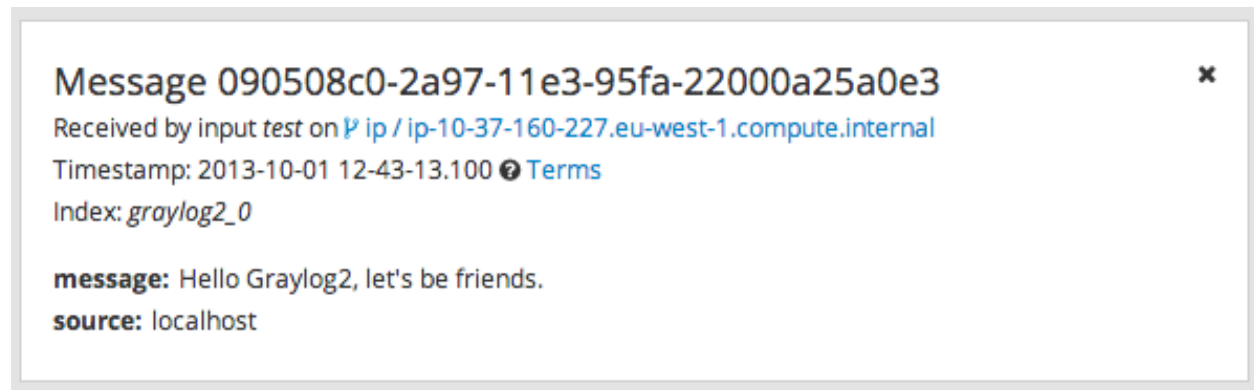 Message 090508c0-2a97-11e3-95fa-22000a25a0e3
Received by input test on ip / ip-10-37-160-227.eu-west-1.compute.internal
Timestamp: 2013-10-01 12-43-13.100 Terms
Index: graylog2_0
message: Hello Graylog2, let's be friends.
source: localhost